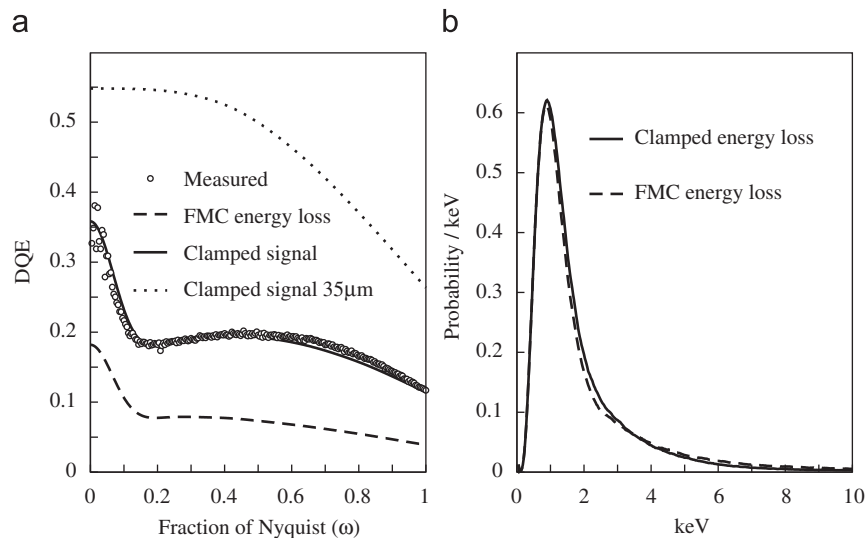 a
DQE
0.5
0.4
0.3
0.2
0.1
0
Measured
FMC energy loss
Clamped signal
Clamped signal 35μm
0
0.2
0.4
0.6
0.8
1
Fraction of Nyquist (ω)
b
Probability / keV
0.6
0.4
0.3
0.2
0.1
0
Clamped energy loss
FMC energy loss
0
2
4
6
8
10
keV